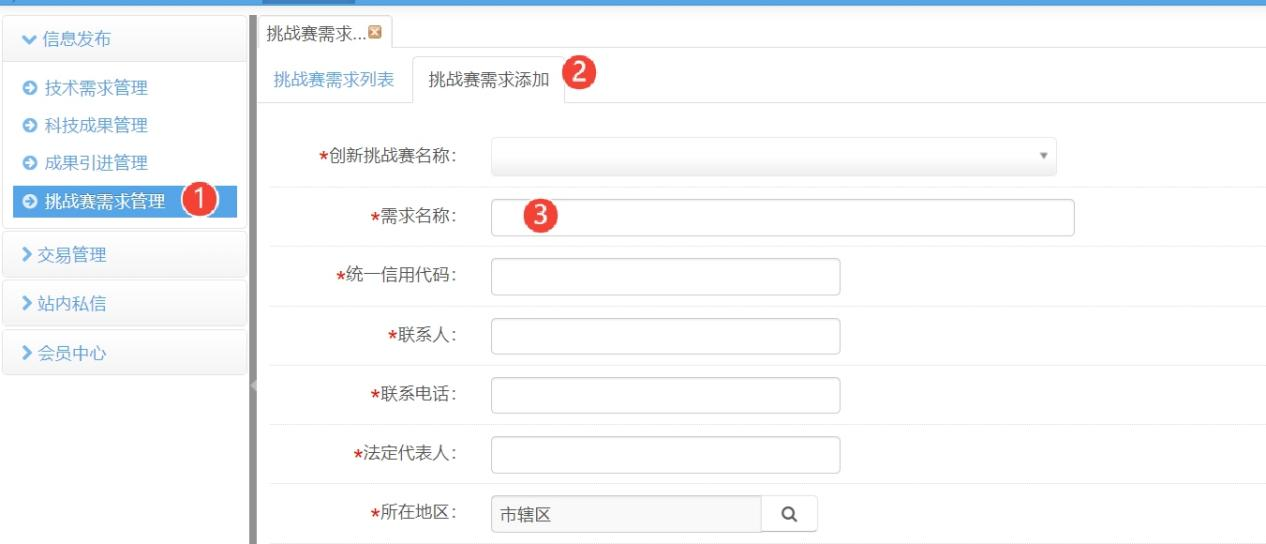 信息发布
技术需求管理
科技成果管理
成果引进管理
挑战赛需求管理 1
交易管理
站内私信
会员中心
挑战赛需求...
挑战赛需求列表
挑战赛需求添加 2
*创新挑战赛名称：
*需求名称： 3
*统一信用代码：
*联系人：
*联系电话：
*法定代表人：
*所在地区： 市辖区